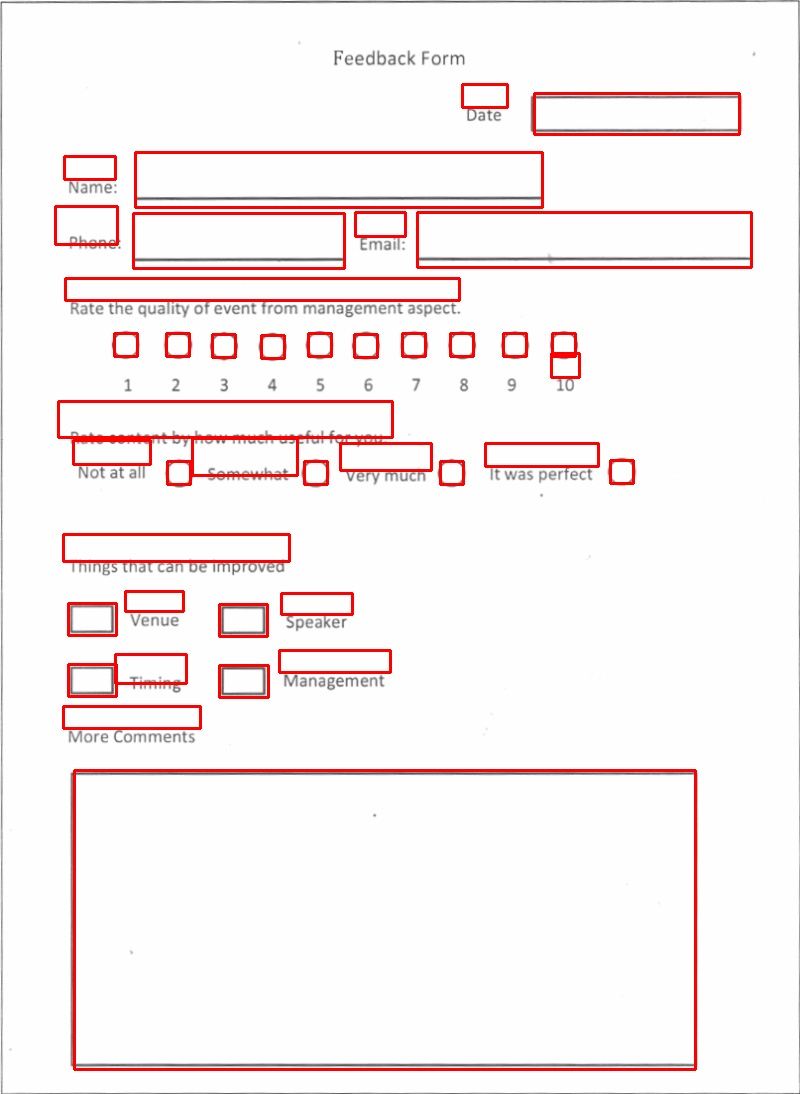 Feedback Form
Date
Name:
Phone: Email:
Rate the quality of event from management aspect.
1 2 3 4 5 6 7 8 9 10
Rate content by how much useful for you
Not at all Somewhat Very much It was perfect
Things that can be improved
Venue Speaker
Timing Management
More Comments